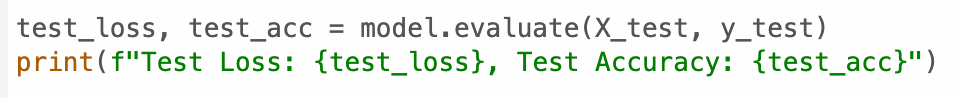 test_loss, test_acc = model.evaluate(X_test, y_test)
print(f"Test Loss: {test_loss}, Test Accuracy: {test_acc}")